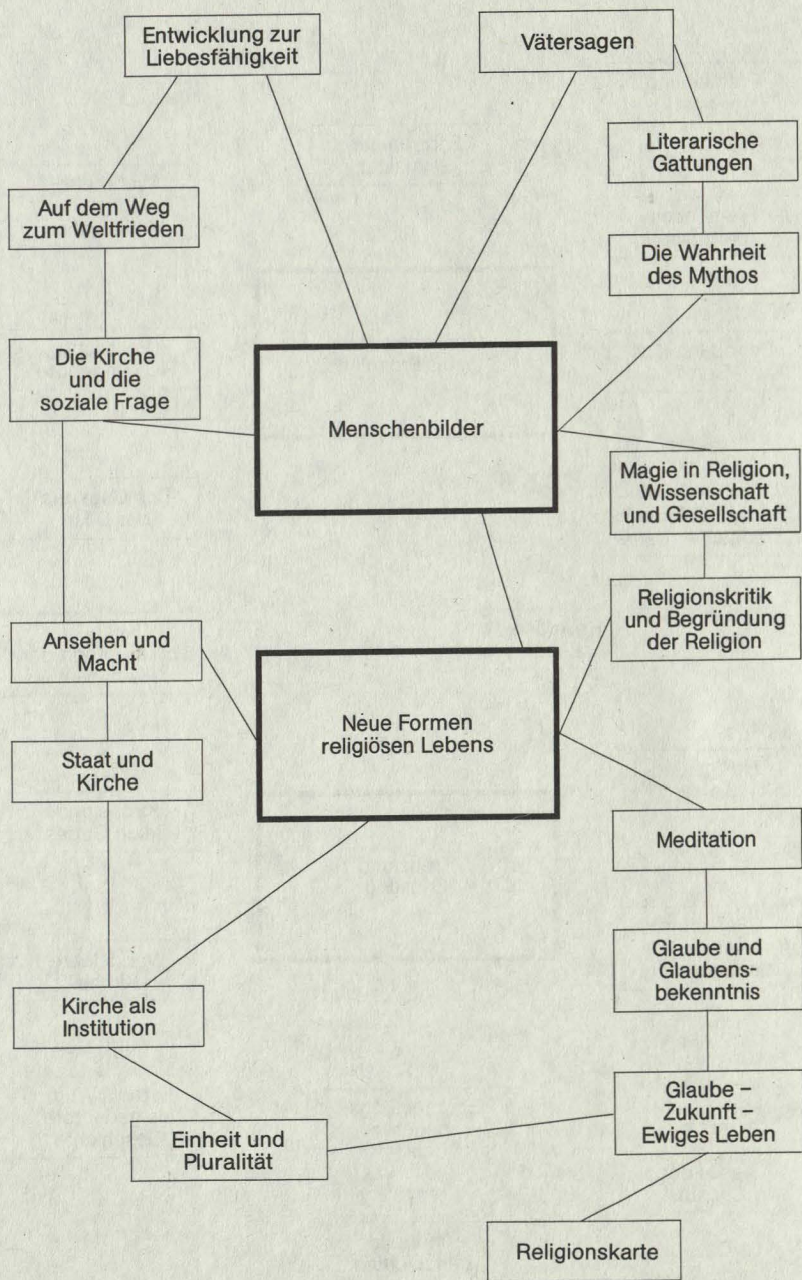 Entwicklung zur
Liebesfähigkeit
Vätersagen
Literarische
Gattungen
Auf dem Weg
zum Weltfrieden
Die Wahrheit
des Mythos
Die Kirche
und die
soziale Frage
Menschenbilder
Magie in Religion,
Wissenschaft
und Gesellschaft
Religionskritik
und Begründung
der Religion
Ansehen und
Macht
Neue Formen
religiösen Lebens
Staat und
Kirche
Meditation
Glaube und
Glaubens-
bekenntnis
Kirche als
Institution
Glaube –
Zukunft –
Ewiges Leben
Einheit und
Pluralität
Religionskarte